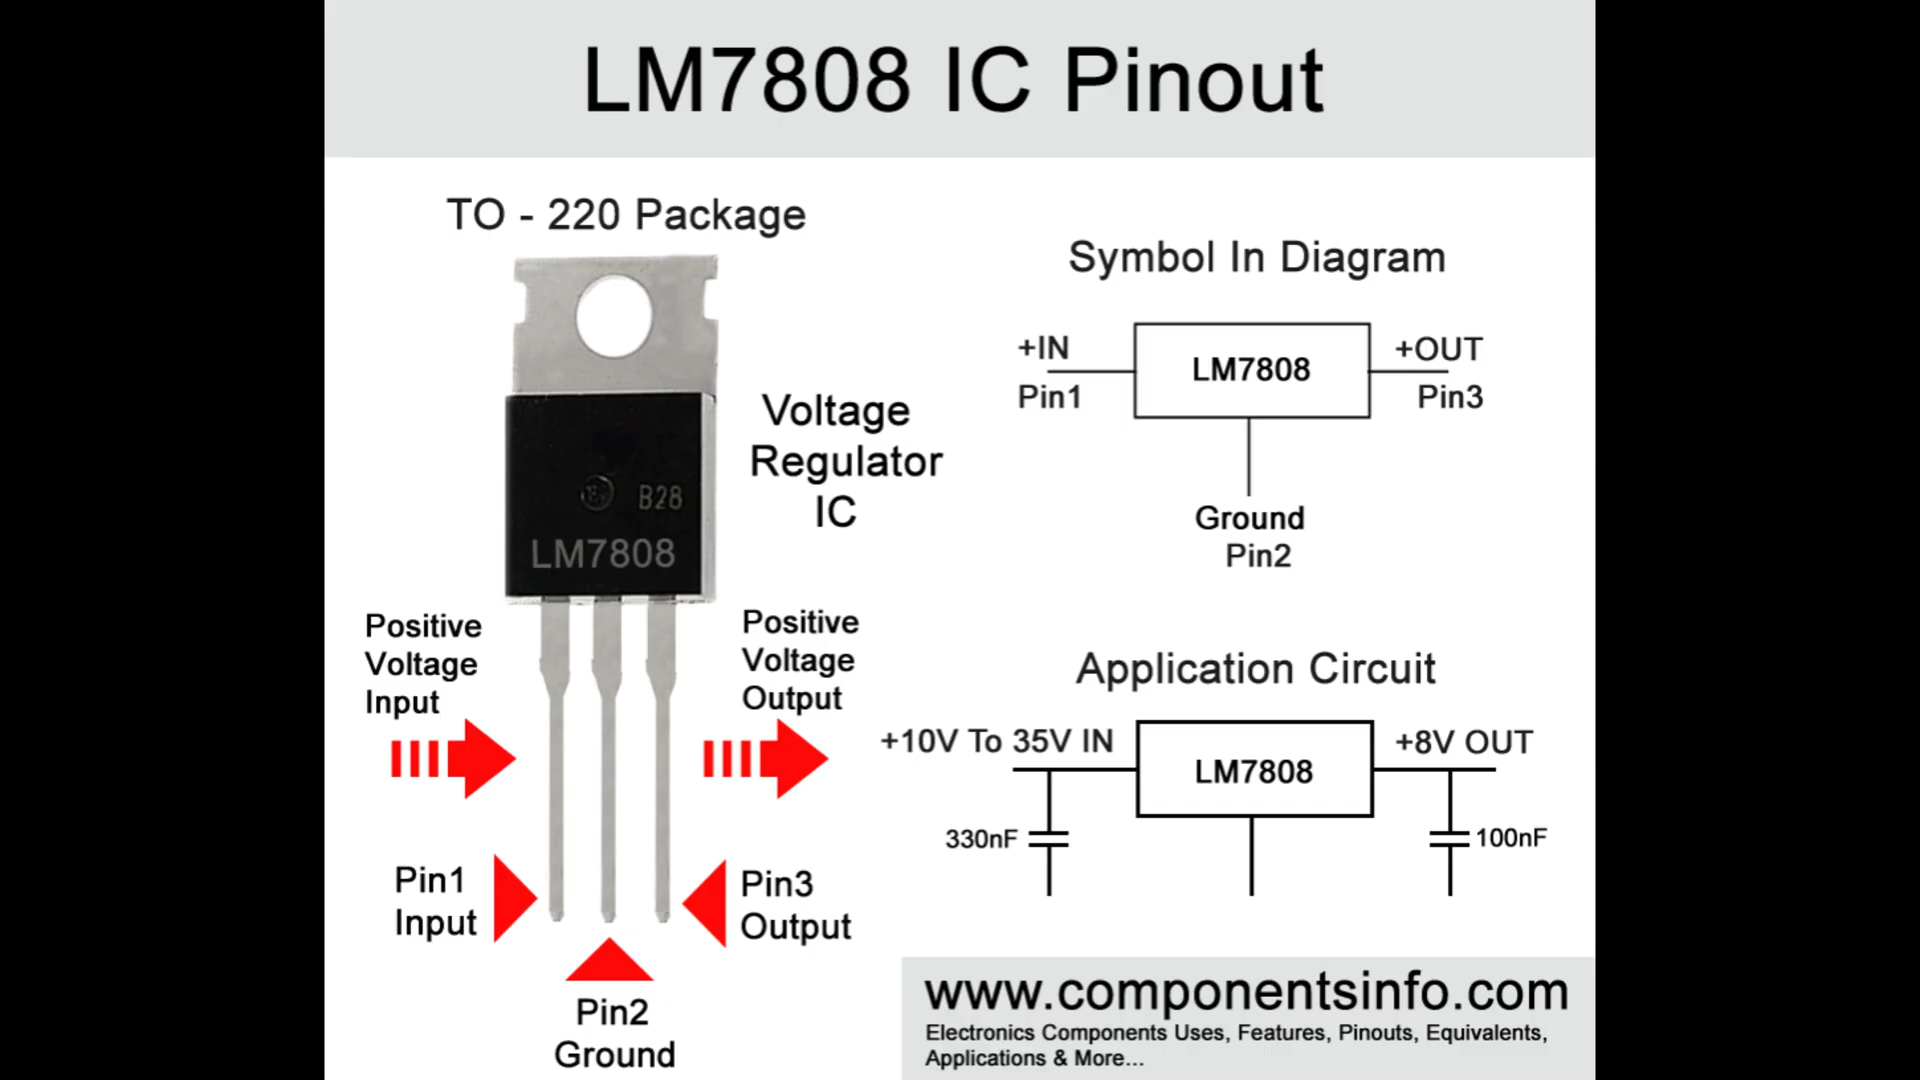 LM7808 IC Pinout
TO - 220 Package
B28
LM7808
Voltage
Regulator
IC
Positive
Voltage
Input
Positive
Voltage
Output
Pin1
Input
Pin3
Output
Pin2
Ground
Symbol In Diagram
+IN
Pin1
LM7808
+OUT
Pin3
Ground
Pin2
Application Circuit
+10V To 35V IN
LM7808
+8V OUT
330nF
100nF
www.componentsinfo.com
Electronics Components Uses, Features, Pinouts, Equivalents,
Applications & More...